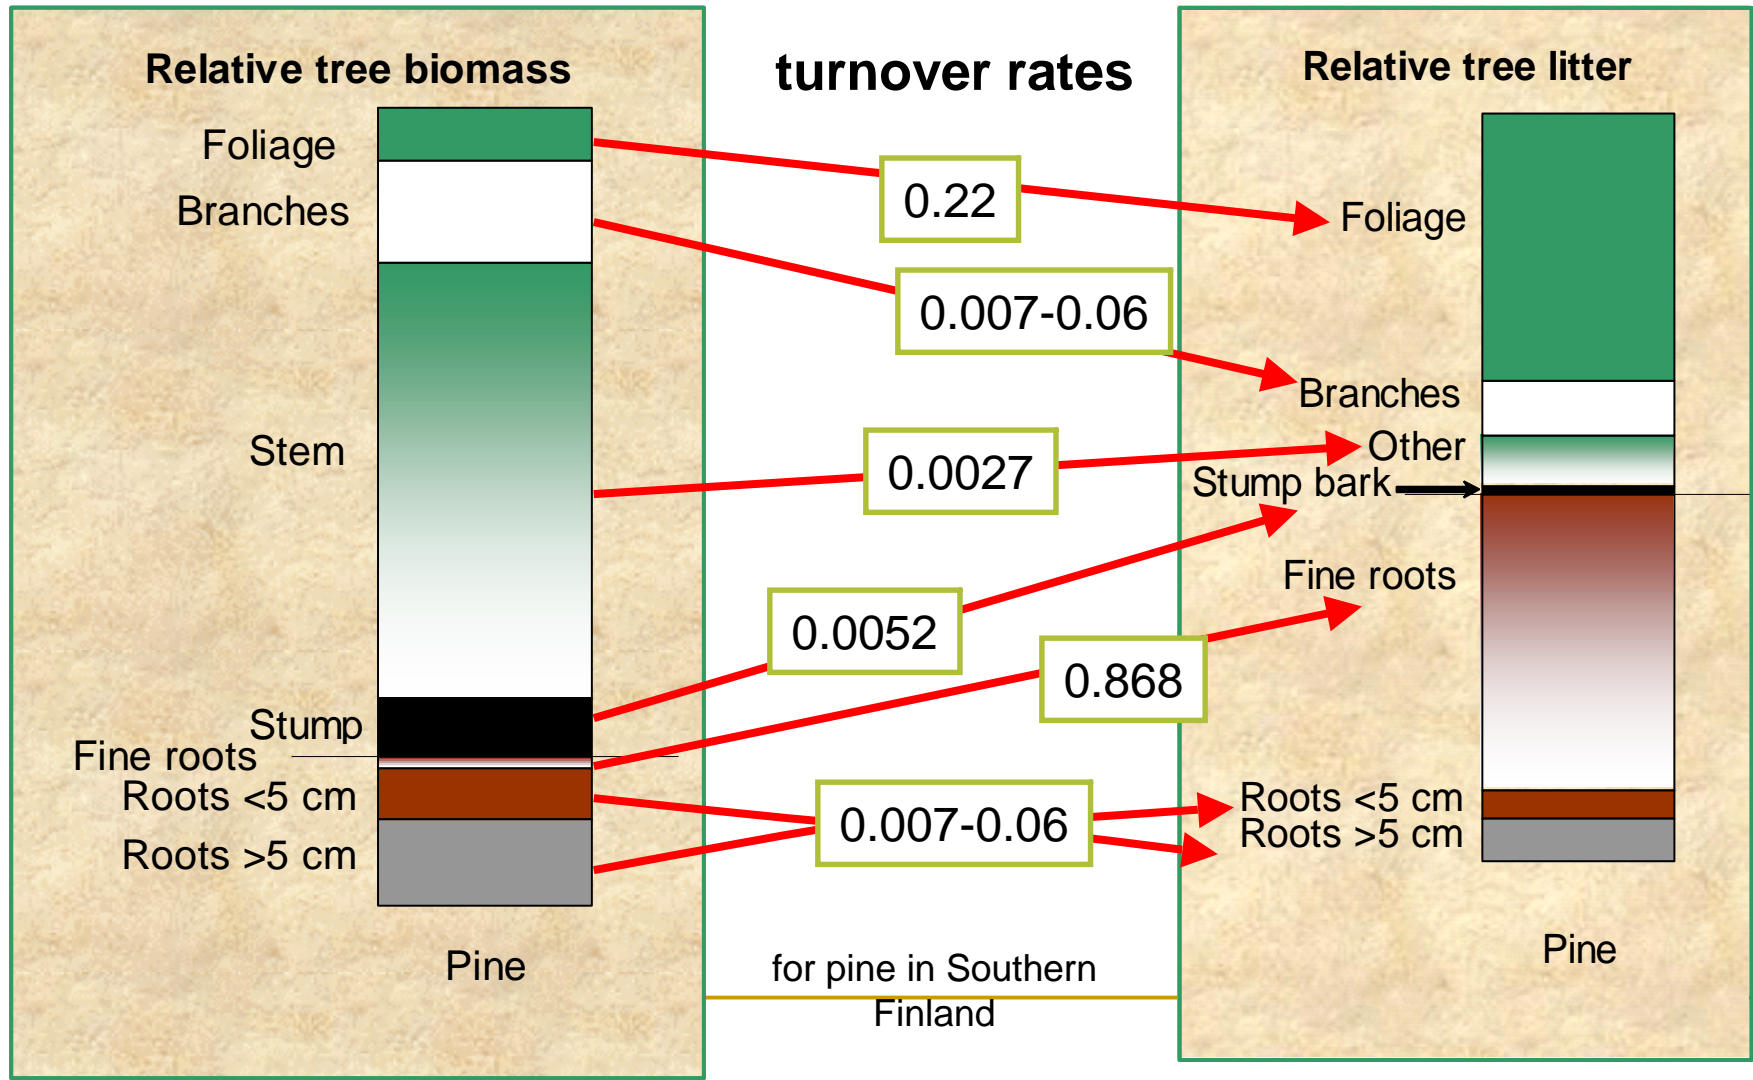 Relative tree biomass
Foliage
Branches
Stem
Stump
Fine roots
Roots <5 cm
Roots >5 cm
Pine
turnover rates
0.22
0.007-0.06
0.0027
0.0052
0.868
0.007-0.06
for pine in Southern
Finland
Relative tree litter
Foliage
Branches
Other
Stump bark
Fine roots
Roots <5 cm
Roots >5 cm
Pine